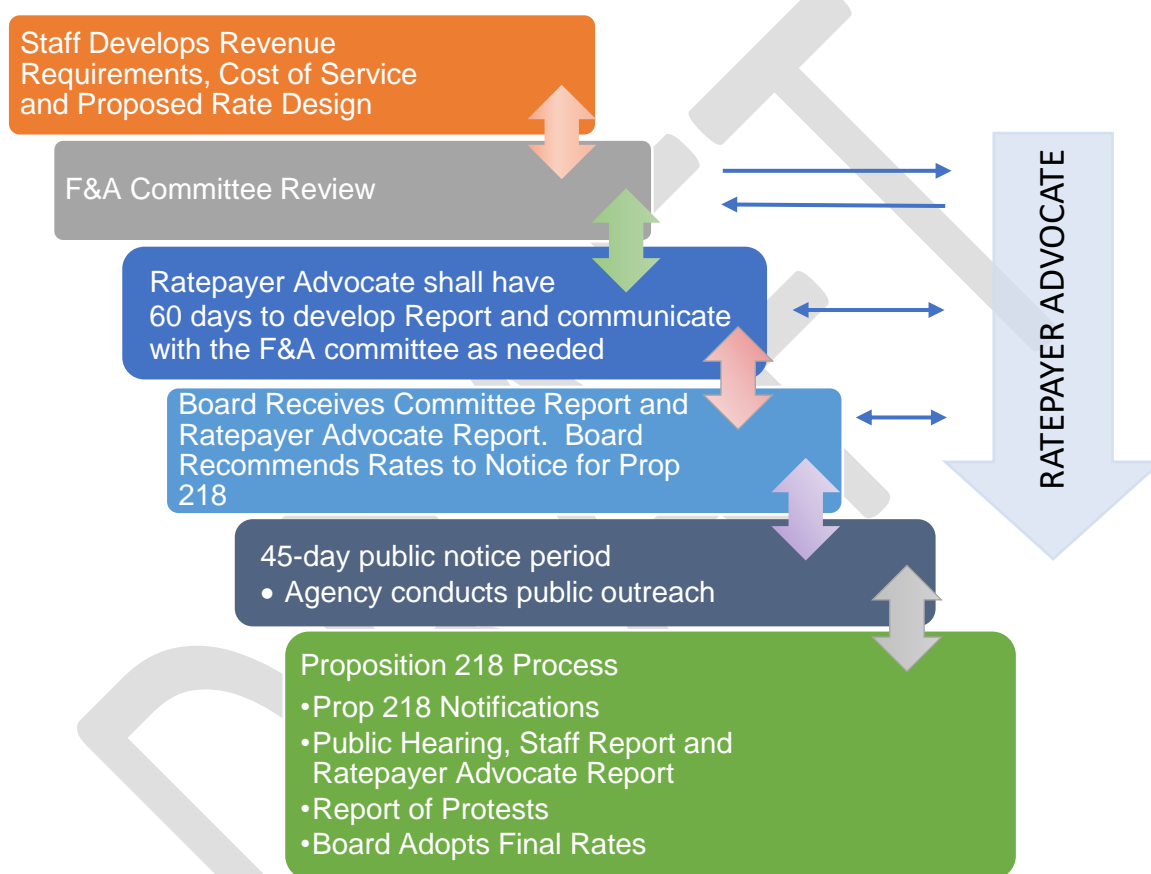 Staff Develops Revenue
Requirements, Cost of Service
and Proposed Rate Design
F&A Committee Review
Ratepayer Advocate shall have
60 days to develop Report and communicate
with the F&A committee as needed
Board Receives Committee Report and
Ratepayer Advocate Report.  Board
Recommends Rates to Notice for Prop
218
45-day public notice period
• Agency conducts public outreach
Proposition 218 Process
•Prop 218 Notifications
•Public Hearing, Staff Report and
Ratepayer Advocate Report
•Report of Protests
•Board Adopts Final Rates
RATEPAYER ADVOCATE